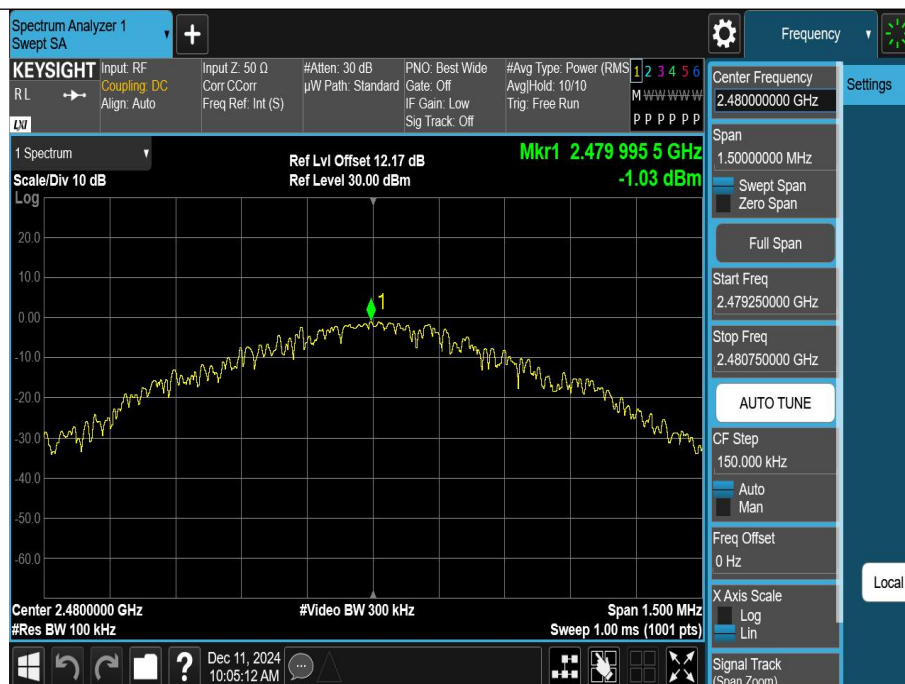 Spectrum Analyzer 1
Swept SA
Frequency
KEYSIGHT
RL
LXI
Input: RF
Coupling: DC
Align: Auto
Input Z: 50 Ω
Corr CCorr
Freq Ref: Int (S)
#Atten: 30 dB
µW Path: Standard
PNO: Best Wide
Gate: Off
IF Gain: Low
Sig Track: Off
#Avg Type: Power (RMS
Avg|Hold: 10/10
Trig: Free Run
1 2 3 4 5 6
M W W W W W
P P P P P P
1 Spectrum
Scale/Div 10 dB
Ref Lvl Offset 12.17 dB
Ref Level 30.00 dBm
Mkr1 2.479 995 5 GHz
-1.03 dBm
Log
20.0
10.0
0.00
-10.0
-20.0
-30.0
-40.0
-50.0
-60.0
1
Center 2.4800000 GHz
#Res BW 100 kHz
#Video BW 300 kHz
Span 1.500 MHz
Sweep 1.00 ms (1001 pts)
?
Dec 11, 2024
10:05:12 AM
Center Frequency
2.480000000 GHz
Span
1.50000000 MHz
Swept Span
Zero Span
Full Span
Start Freq
2.479250000 GHz
Stop Freq
2.480750000 GHz
AUTO TUNE
CF Step
150.000 kHz
Auto
Man
Freq Offset
0 Hz
X Axis Scale
Log
Lin
Signal Track
(Span Zoom)
Settings
Local